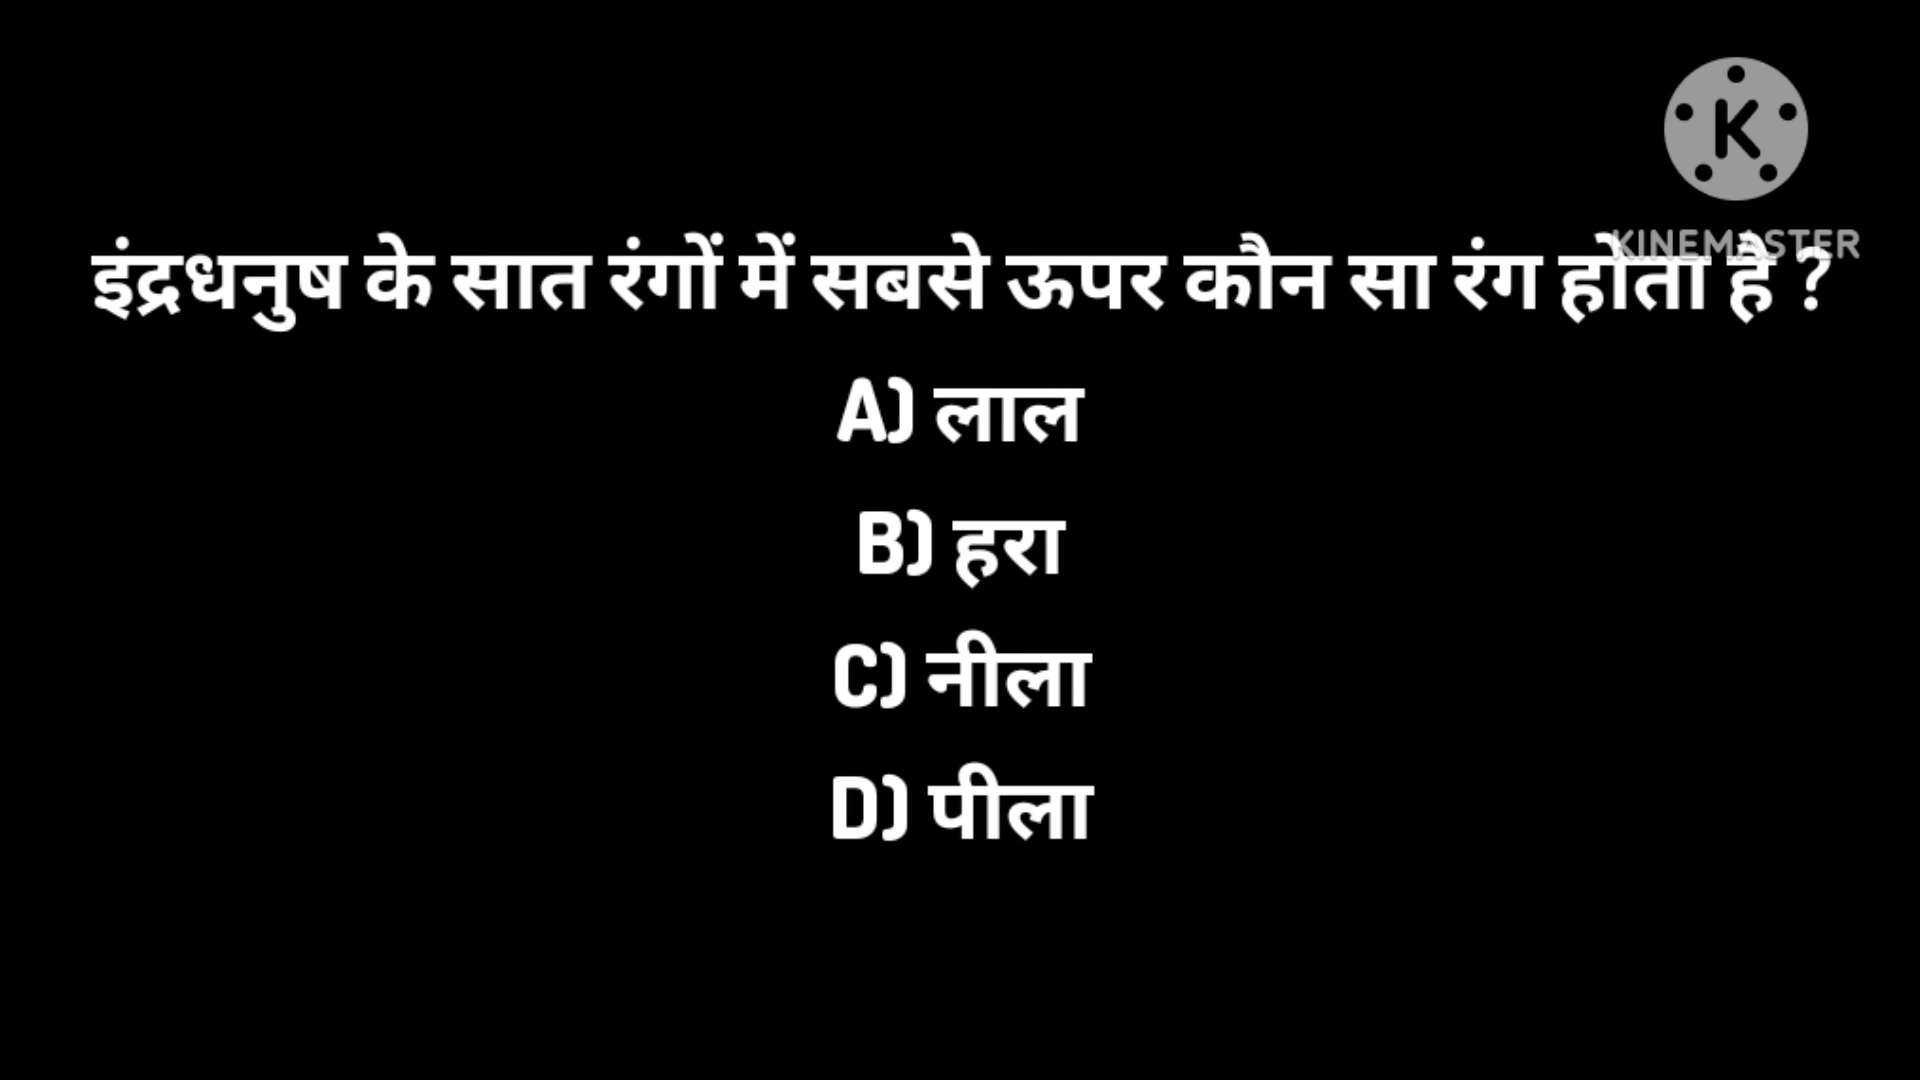 K
KINEMASTER
इंद्रधनुष के सात रंगों में सबसे ऊपर कौन सा रंग होता है ?
A) लाल
B) हरा
C) नीला
D) पीला